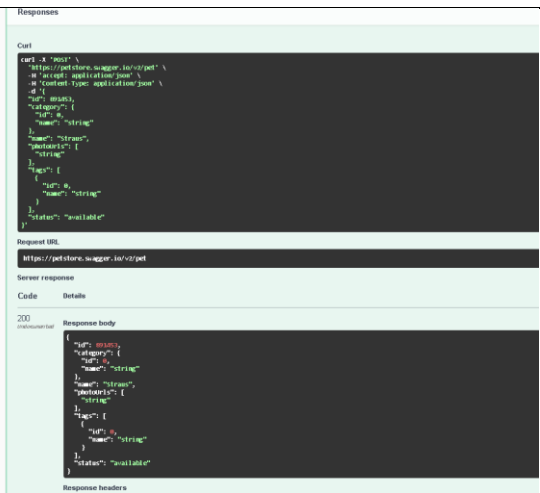 Responses
Curl
curl -X 'POST' \
'https://petstore.swagger.io/v2/pet' \
-H 'accept: application/json' \
-H 'Content-Type: application/json' \
-d '{
"id": 893453,
"category": {
"id": 0,
"name": "string"
},
"name": "Straus",
"photoUrls": [
"string"
],
"tags": [
{
"id": 0,
"name": "string"
}
],
"status": "available"
}'
Request URL
https://petstore.swagger.io/v2/pet
Server response
Code Details
200
Undocumented
Response body
{
"id": 893453,
"category": {
"id": 0,
"name": "string"
},
"name": "Straus",
"photoUrls": [
"string"
],
"tags": [
{
"id": 0,
"name": "string"
}
],
"status": "available"
}
Response headers